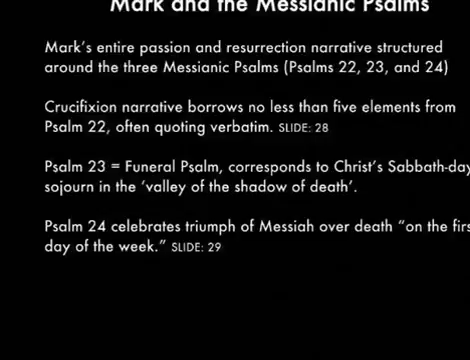 Mark and the Messianic Psalms
Mark's entire passion and resurrection narrative structured
around the three Messianic Psalms (Psalms 22, 23, and 24)
Crucifixion narrative borrows no less than five elements from
Psalm 22, often quoting verbatim. SLIDE: 28
Psalm 23 = Funeral Psalm, corresponds to Christ's Sabbath-day
sojourn in the 'valley of the shadow of death'.
Psalm 24 celebrates triumph of Messiah over death "on the firs
day of the week." SLIDE: 29